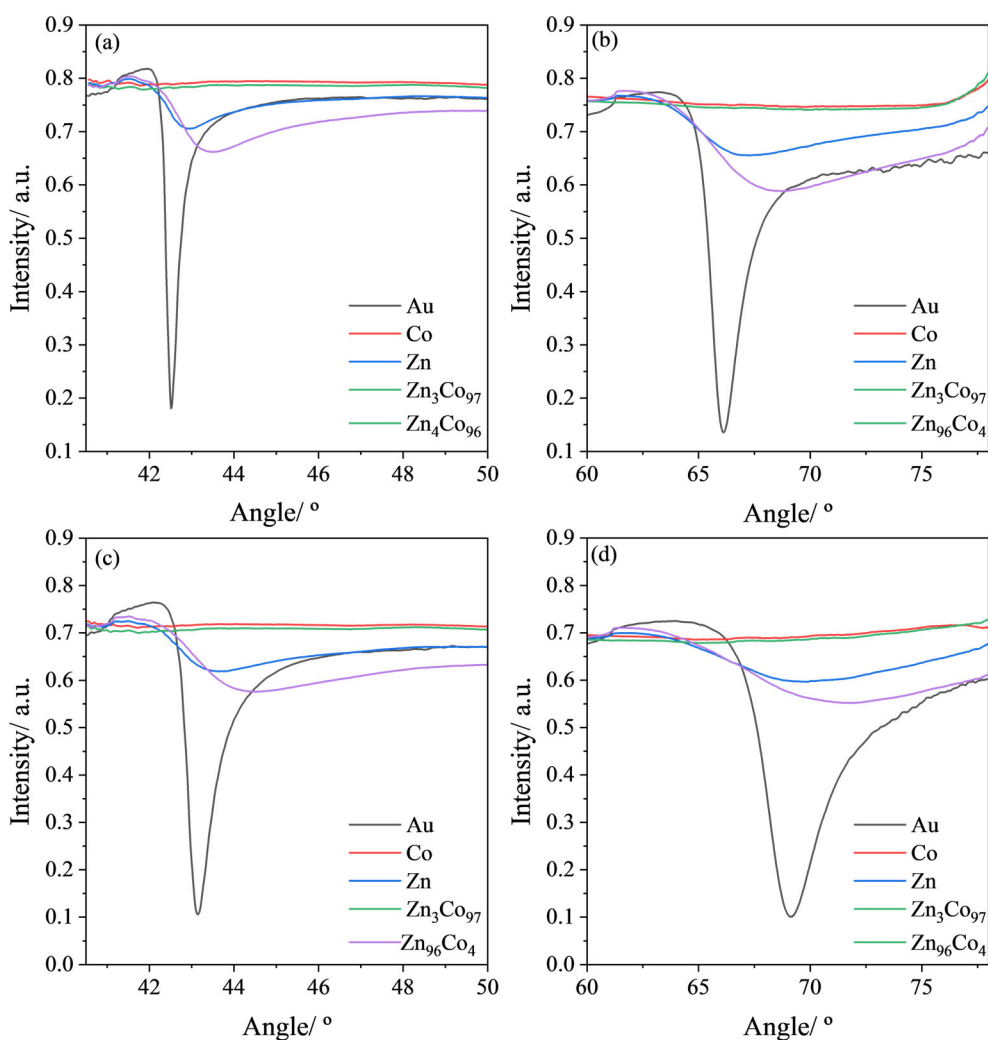 (a)
0.9
0.8
0.7
0.6
0.5
0.4
0.3
0.2
0.1
Intensity/ a.u.
Au
Co
Zn
Zn₃Co₉₇
Zn₄Co₉₆
42 44 46 48 50
Angle/ º
(b)
0.9
0.8
0.7
0.6
0.5
0.4
0.3
0.2
0.1
Intensity/ a.u.
Au
Co
Zn
Zn₃Co₉₇
Zn₉₆Co₄
60 65 70 75
Angle/ º
(c)
0.9
0.8
0.7
0.6
0.5
0.4
0.3
0.2
0.1
0.0
Intensity/ a.u.
Au
Co
Zn
Zn₃Co₉₇
Zn₉₆Co₄
42 44 46 48 50
Angle/ º
(d)
0.9
0.8
0.7
0.6
0.5
0.4
0.3
0.2
0.1
0.0
Intensity/ a.u.
Au
Co
Zn
Zn₃Co₉₇
Zn₉₆Co₄
60 65 70 75
Angle/ º